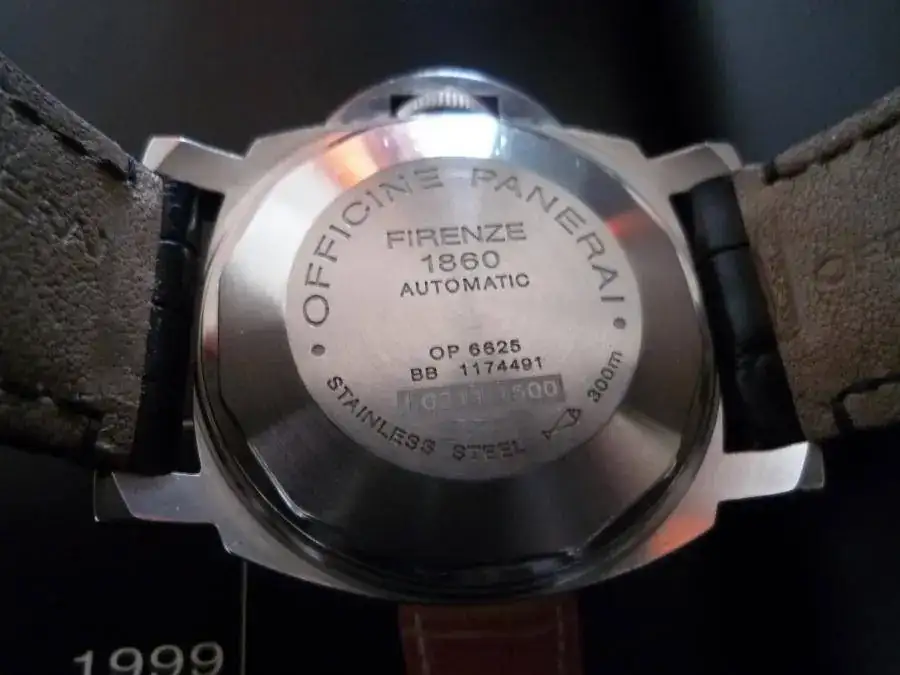 OFFICINE PANERAI
FIRENZE
1860
AUTOMATIC
OP 6625
BB 1174491
STAINLESS STEEL 300m
1999